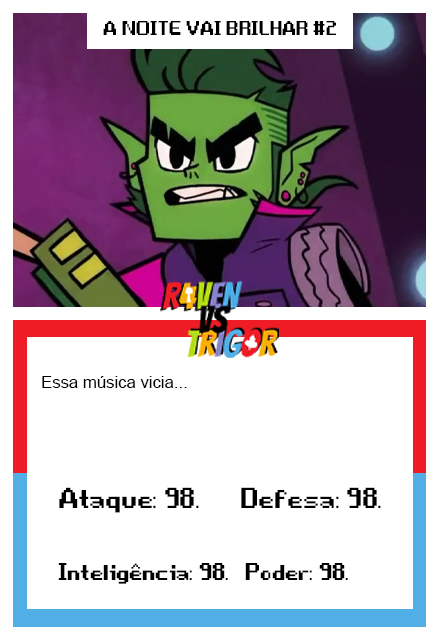 A NOITE VAI BRILHAR #2
RAVEN
VS
TRIGOR
Essa música vicia...
Ataque: 98. Defesa: 98.
Inteligência: 98. Poder: 98.